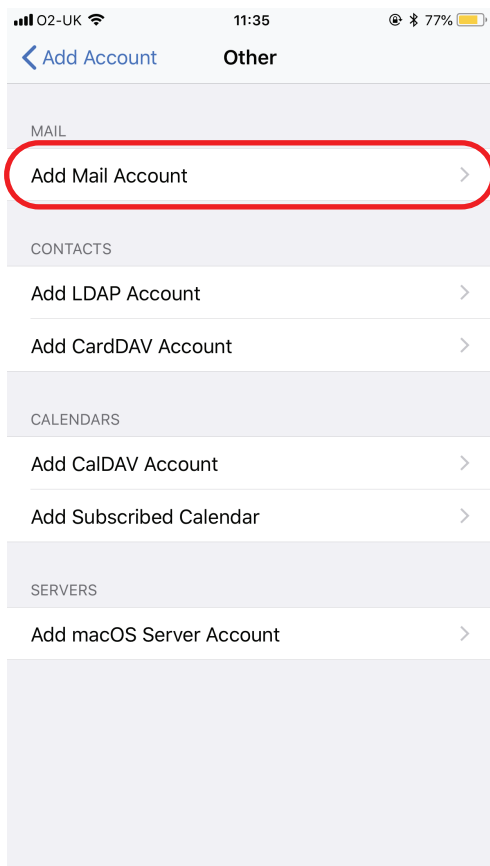 O2-UK 11:35 77%
Add Account Other
MAIL
Add Mail Account
CONTACTS
Add LDAP Account
Add CardDAV Account
CALENDARS
Add CalDAV Account
Add Subscribed Calendar
SERVERS
Add macOS Server Account